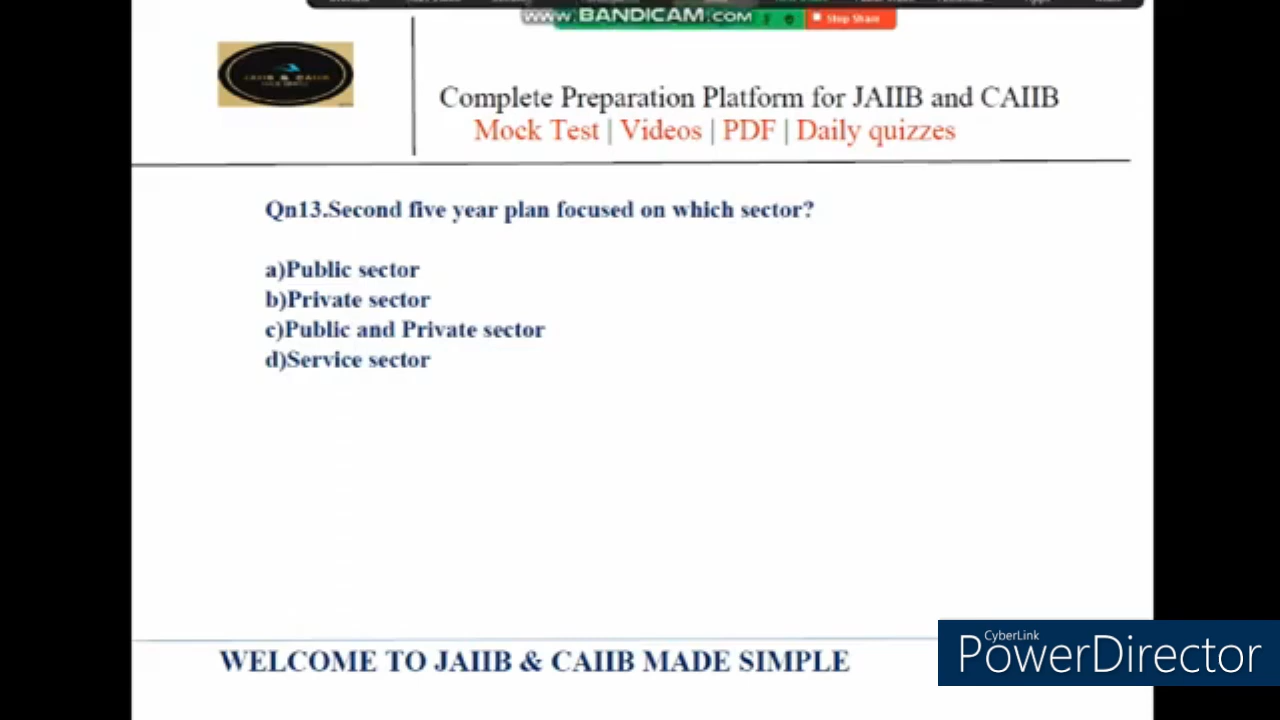 www.BANDICAM.com
Stop Share
Complete Preparation Platform for JAIIB and CAIIB
Mock Test | Videos | PDF | Daily quizzes
Qn13.Second five year plan focused on which sector?
a)Public sector
b)Private sector
c)Public and Private sector
d)Service sector
WELCOME TO JAIIB & CAIIB MADE SIMPLE
CyberLink
PowerDirector